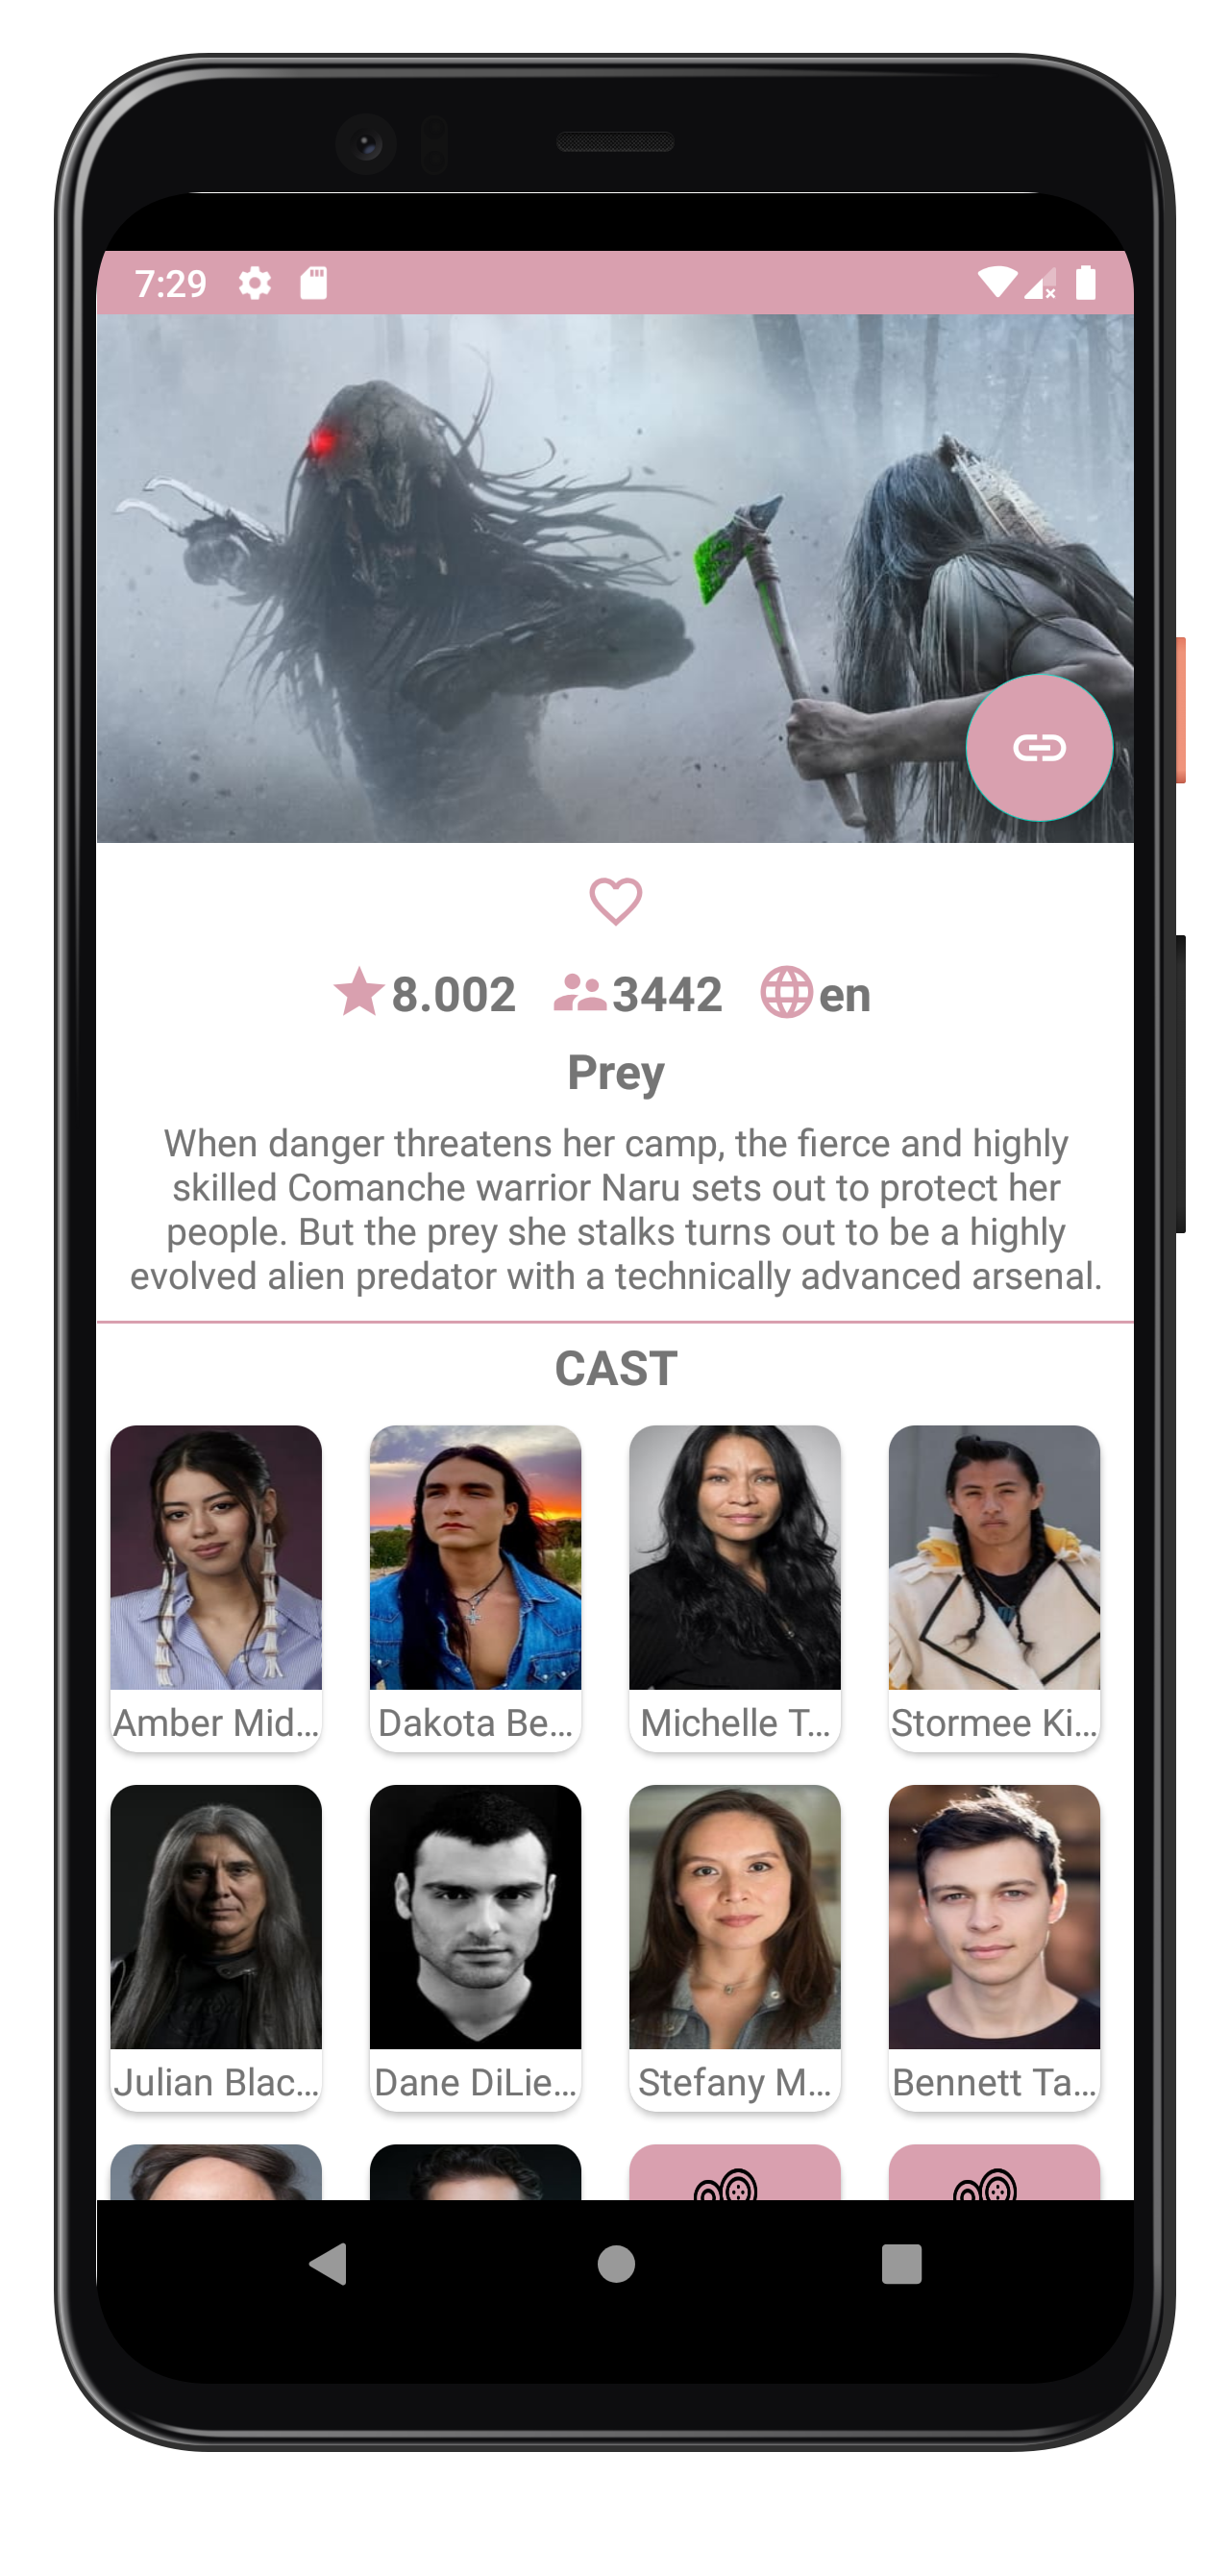 7:29
8.002 3442 en
Prey
When danger threatens her camp, the fierce and highly
skilled Comanche warrior Naru sets out to protect her
people. But the prey she stalks turns out to be a highly
evolved alien predator with a technically advanced arsenal.
CAST
Amber Mid... Dakota Be... Michelle T... Stormee Ki...
Julian Blac... Dane DiLie... Stefany M... Bennett Ta...